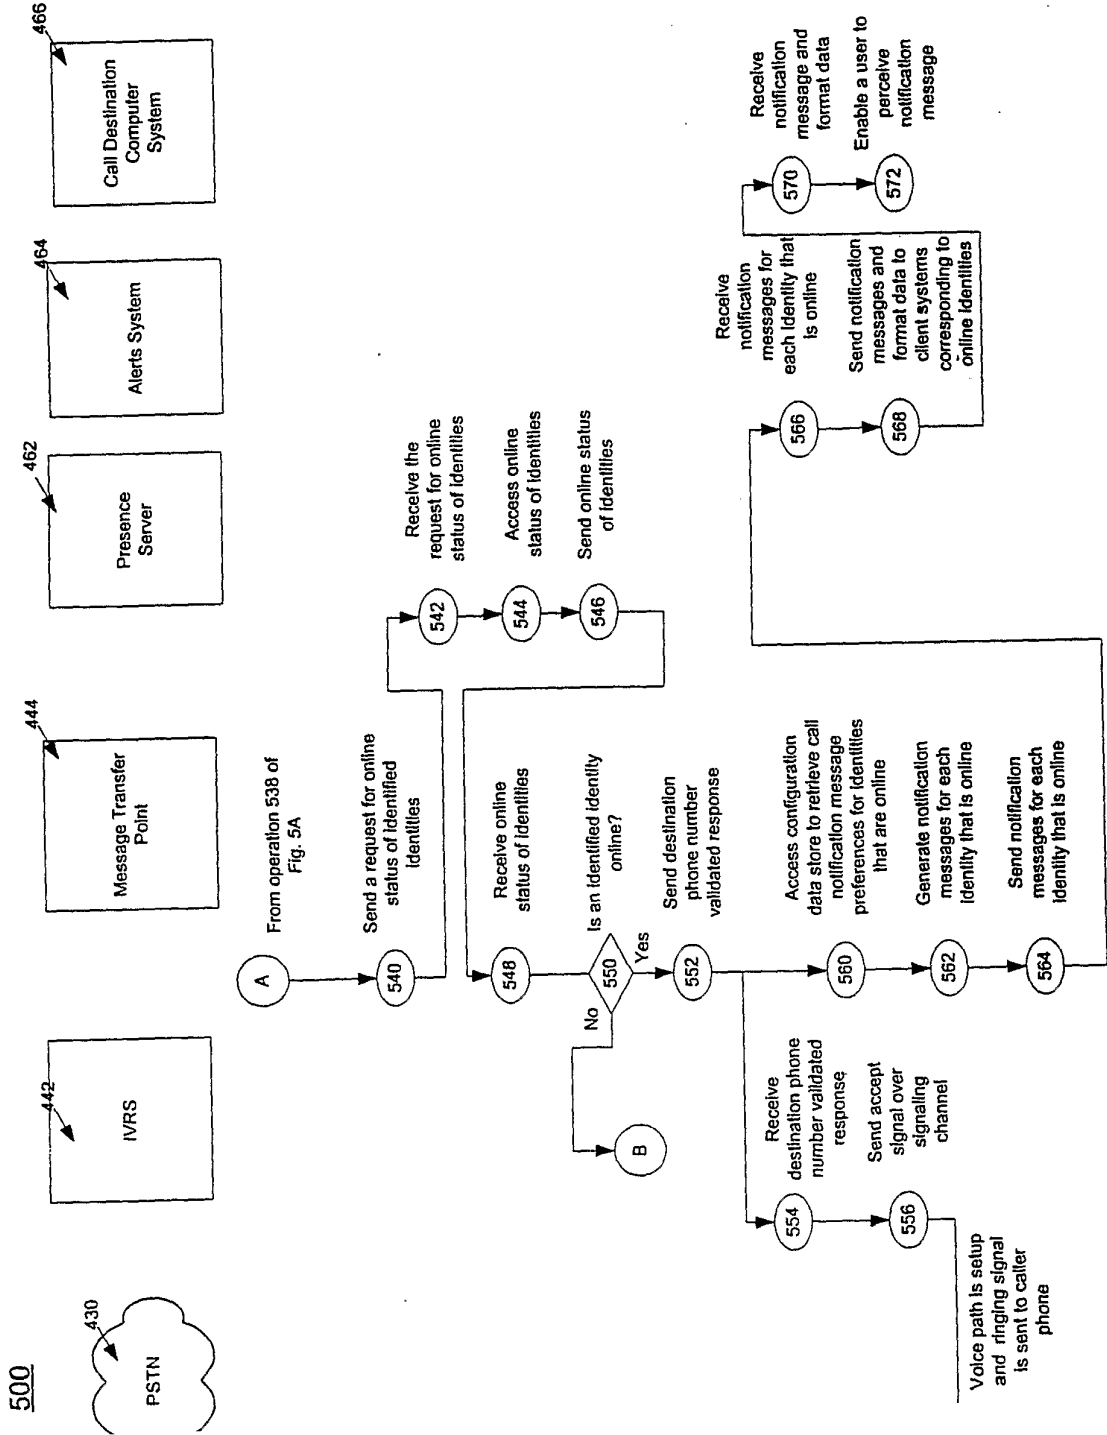 500
430
PSTN
442
IVRS
444
Message Transfer
Point
462
Presence
Server
464
Alerts System
466
Call Destination
Computer
System
A
From operation 538 of
Fig. 5A
540
Send a request for online
status of identified
identities
542
Receive the
request for online
status of identities
544
Access online
status of identities
546
Send online status
of identities
548
Receive online
status of identities
550
Is an identified identity
online?
No
Yes
B
552
Send destination
phone number
validated response
554
Receive
destination phone
number validated
response
556
Send accept
signal over
signaling
channel
Voice path is setup
and ringing signal
is sent to caller
phone
560
Access configuration
data store to retrieve call
notification message
preferences for identities
that are online
562
Generate notification
messages for each
identity that is online
564
Send notification
messages for each
identity that is online
566
Receive
notification
messages for
each identity that
is online
568
Send notification
messages and
format data to
client systems
corresponding to
online identities
570
Receive
notification
message and
format data
572
Enable a user to
perceive
notification
message